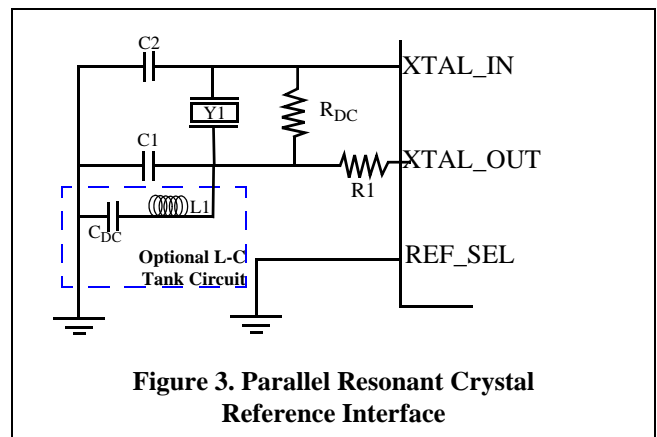 C2
XTAL_IN
Y1
RDC
C1
XTAL_OUT
R1
L1
CDC
Optional L-C
Tank Circuit
REF_SEL
Figure 3. Parallel Resonant Crystal
Reference Interface